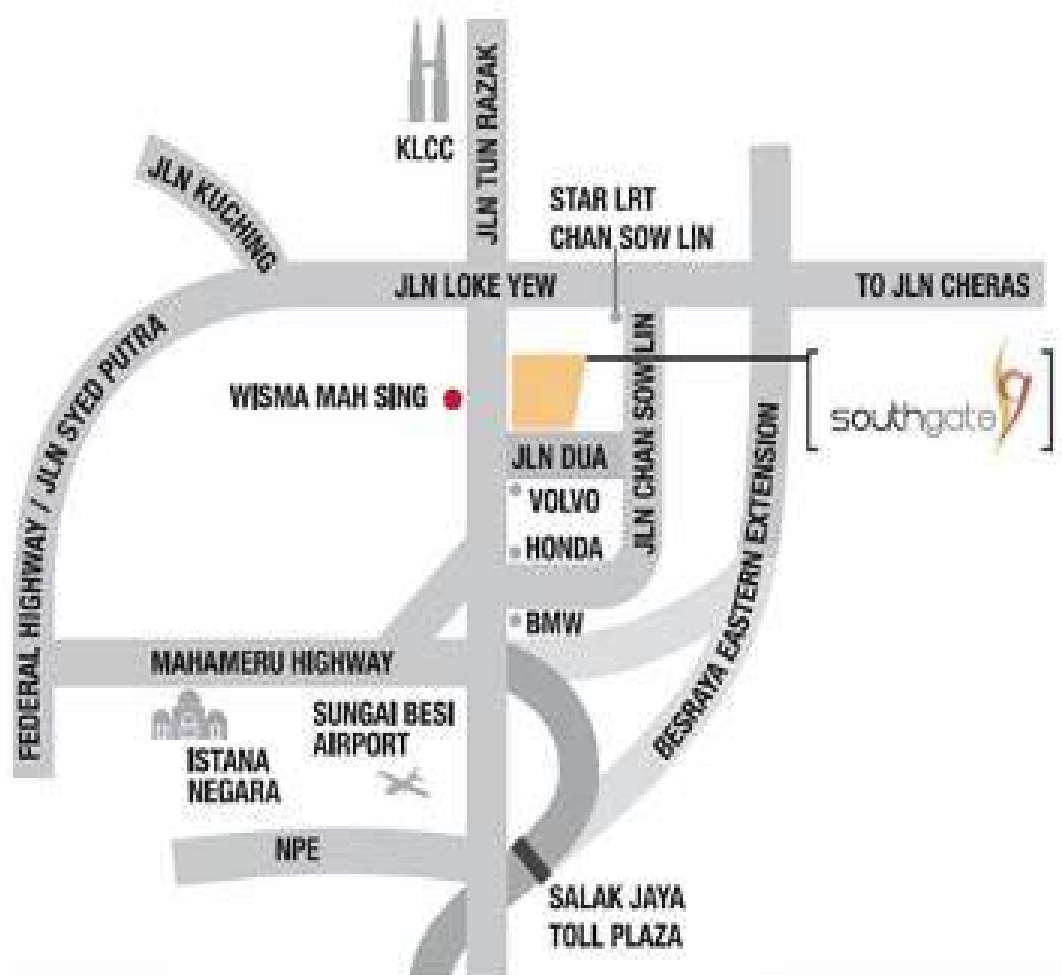 KLCC
JLN TUN RAZAK
JLN KUCHING
STAR LRT
CHAN SOW LIN
JLN LOKE YEW
TO JLN CHERAS
FEDERAL HIGHWAY / JLN SYED PUTRA
WISMA MAH SING
JLN CHAN SOW LIN
southgate
JLN DUA
VOLVO
HONDA
BMW
BESRAYA EASTERN EXTENSION
MAHAMERU HIGHWAY
ISTANA
NEGARA
SUNGAI BESI
AIRPORT
NPE
SALAK JAYA
TOLL PLAZA